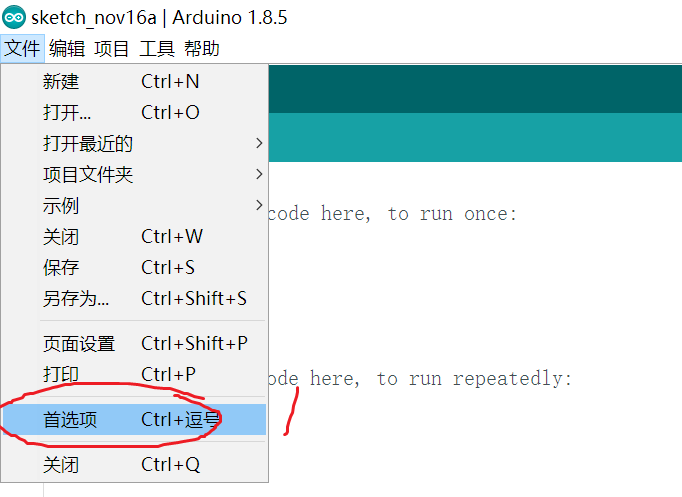 sketch_nov16a | Arduino 1.8.5
文件 编辑 项目 工具 帮助
新建 Ctrl+N
打开... Ctrl+O
打开最近的
项目文件夹
示例
code here, to run once:
关闭 Ctrl+W
保存 Ctrl+S
另存为... Ctrl+Shift+S
页面设置 Ctrl+Shift+P
打印 Ctrl+P
ode here, to run repeatedly:
首选项 Ctrl+逗号
关闭 Ctrl+Q